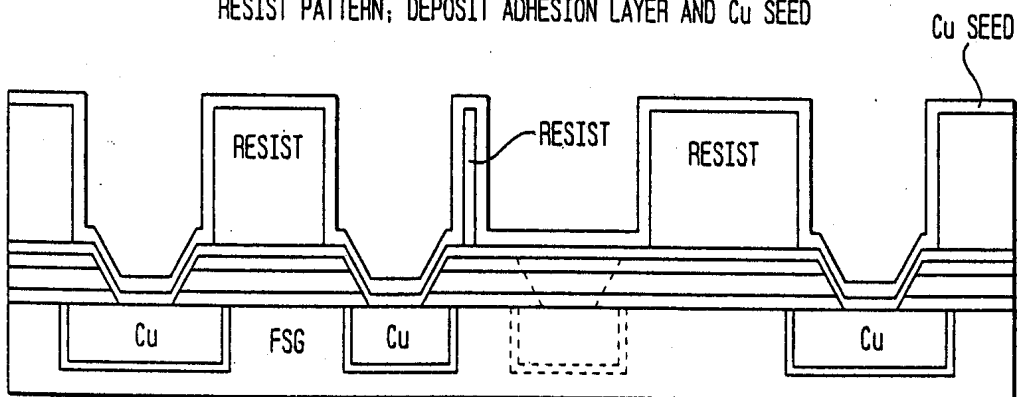 RESIST PATTERN; DEPOSIT ADHESION LAYER AND Cu SEED
Cu SEED
RESIST
RESIST
RESIST
Cu
FSG
Cu
Cu